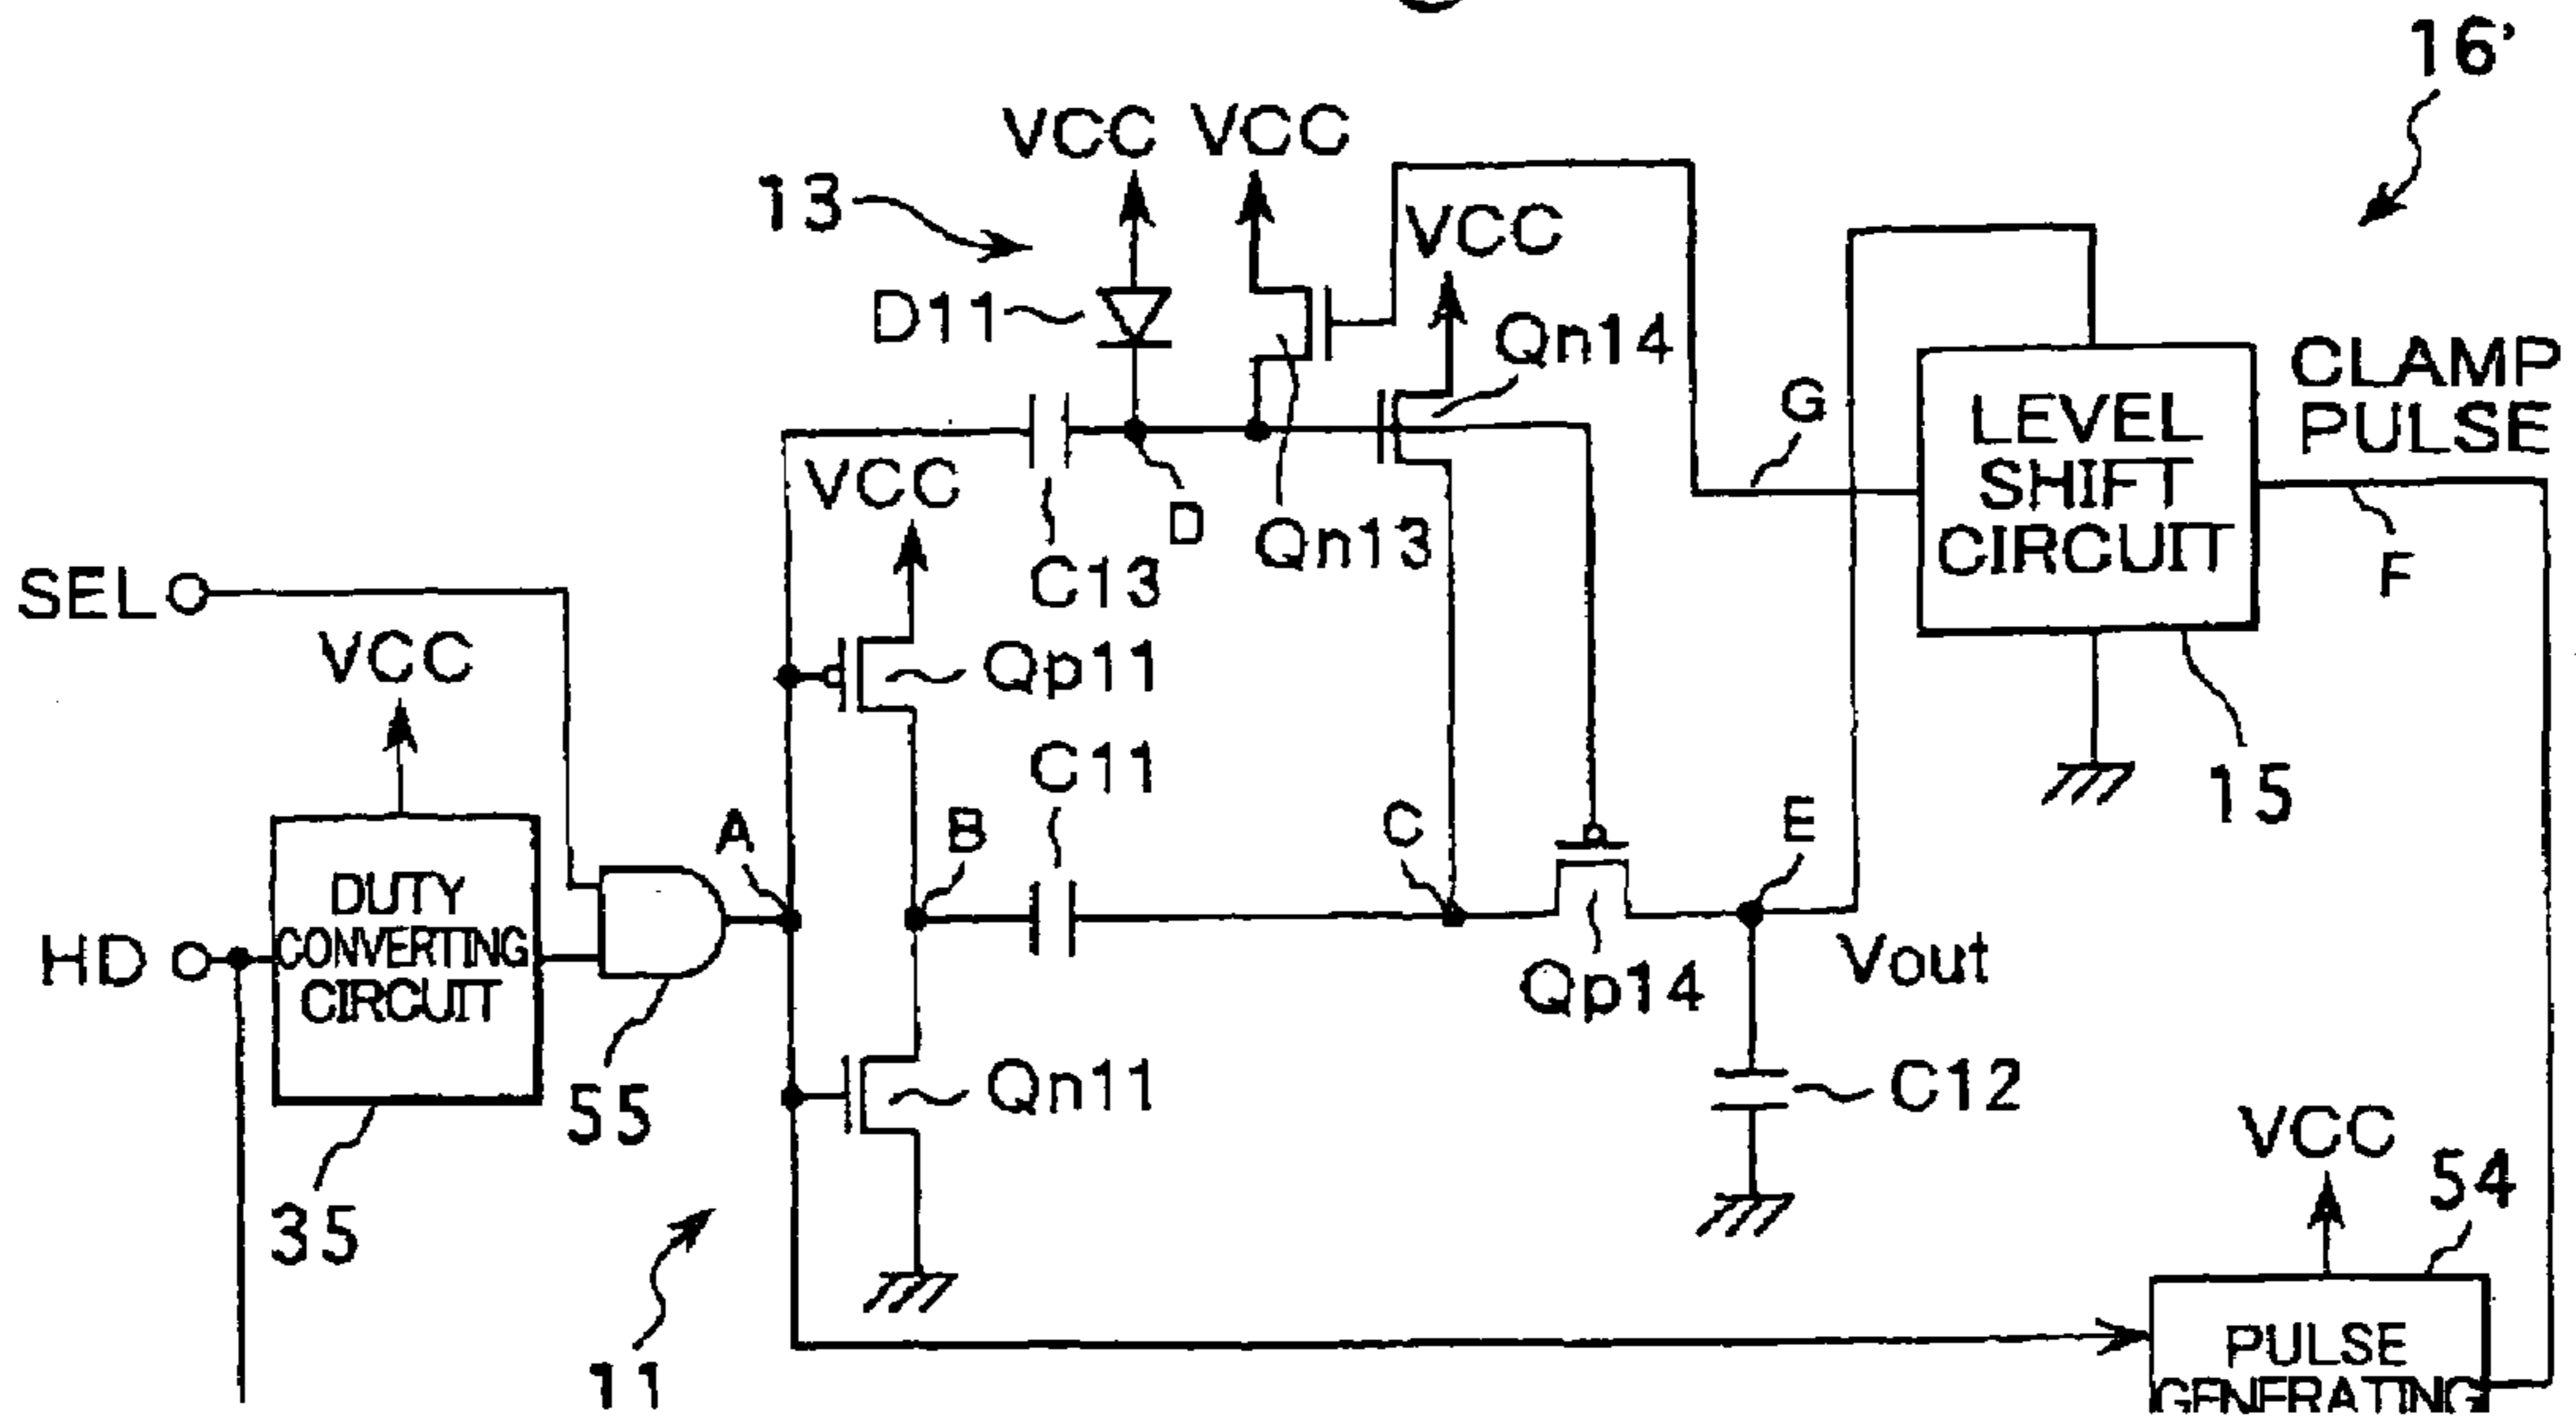 16'
VCC VCC
13
VCC
D11
Qn14
CLAMP
PULSE
G
LEVEL
SHIFT
CIRCUIT
VCC
D
Qn13
F
C13
SEL
VCC
Qp11
C11
15
A
B
C
E
DUTY
CONVERTING
CIRCUIT
HD
Vout
Qp14
55
Qn11
C12
VCC
54
35
11
PULSE
GENERATING